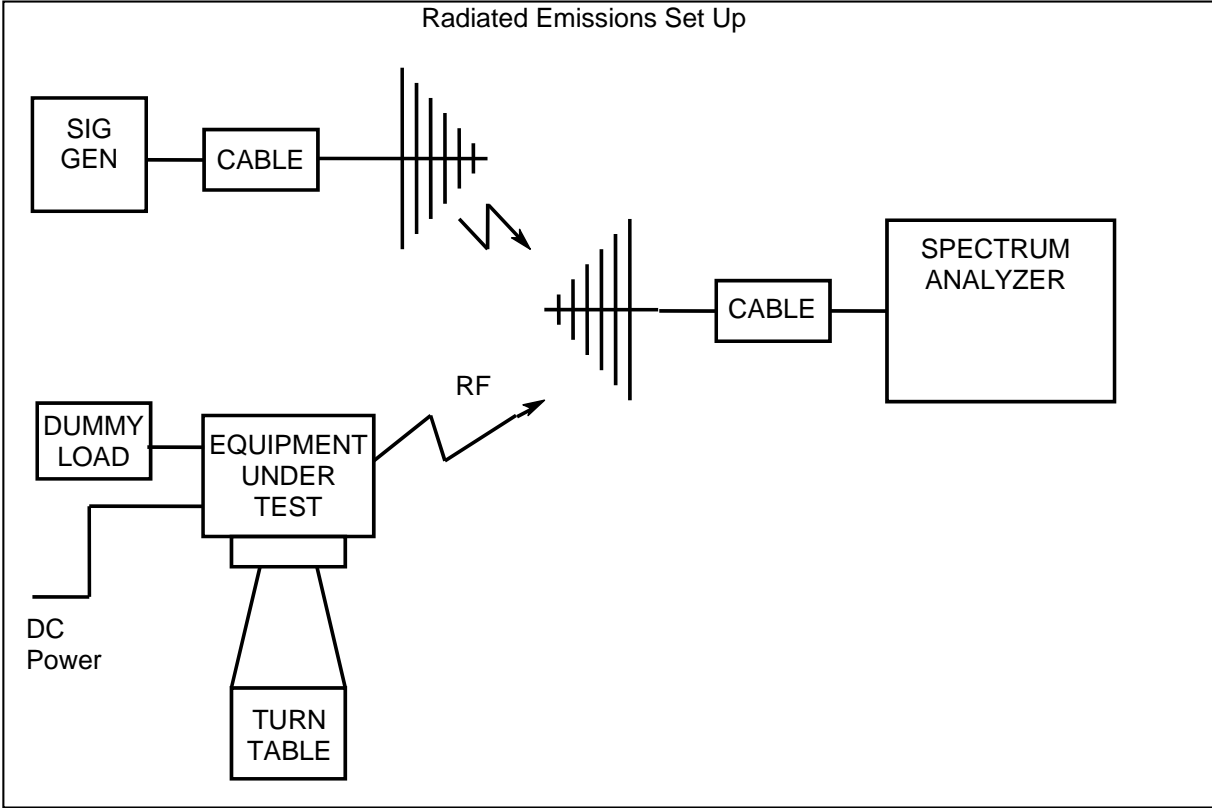 Radiated Emissions Set Up
SIG
GEN
CABLE
SPECTRUM
ANALYZER
CABLE
RF
DUMMY
LOAD
EQUIPMENT
UNDER
TEST
DC
Power
TURN
TABLE